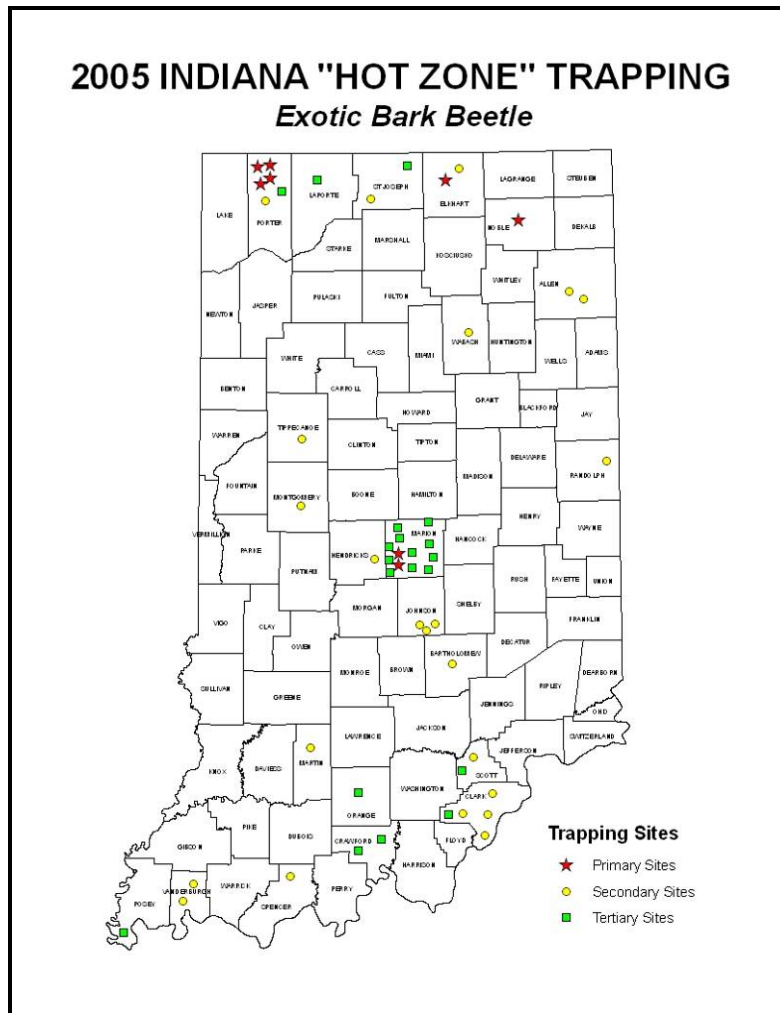 2005 INDIANA "HOT ZONE" TRAPPING
Exotic Bark Beetle
LAKE
PORTER
LAPORTE
ST JOSEPH
ELKHART
LAGRANGE
STEUBEN
NOBLE
DEKALB
STARKE
MARSHALL
KOSCIUSKO
WHITLEY
ALLEN
NEWTON
JASPER
PULASKI
FULTON
WABASH
HUNTINGTON
WELLS
ADAMS
WHITE
CASS
MIAMI
BENTON
CARROLL
GRANT
BLACKFORD
JAY
HOWARD
WARREN
TIPPECANOE
CLINTON
TIPTON
MADISON
DELAWARE
RANDOLPH
FOUNTAIN
MONTGOMERY
BOONE
HAMILTON
HENRY
WAYNE
VERMILLION
PARKE
PUTNAM
HENDRICKS
MARION
HANCOCK
RUSH
FAYETTE
UNION
VIGO
CLAY
OWEN
MORGAN
JOHNSON
SHELBY
DECATUR
FRANKLIN
SULLIVAN
GREENE
MONROE
BROWN
BARTHOLOMEW
JENNINGS
RIPLEY
DEARBORN
OHIO
SWITZERLAND
KNOX
DAVIESS
MARTIN
LAWRENCE
JACKSON
JEFFERSON
SCOTT
WASHINGTON
CLARK
ORANGE
GIBSON
PIKE
DUBOIS
CRAWFORD
HARRISON
FLOYD
POSEY
VANDERBURGH
WARRICK
SPENCER
PERRY
Trapping Sites
Primary Sites
Secondary Sites
Tertiary Sites